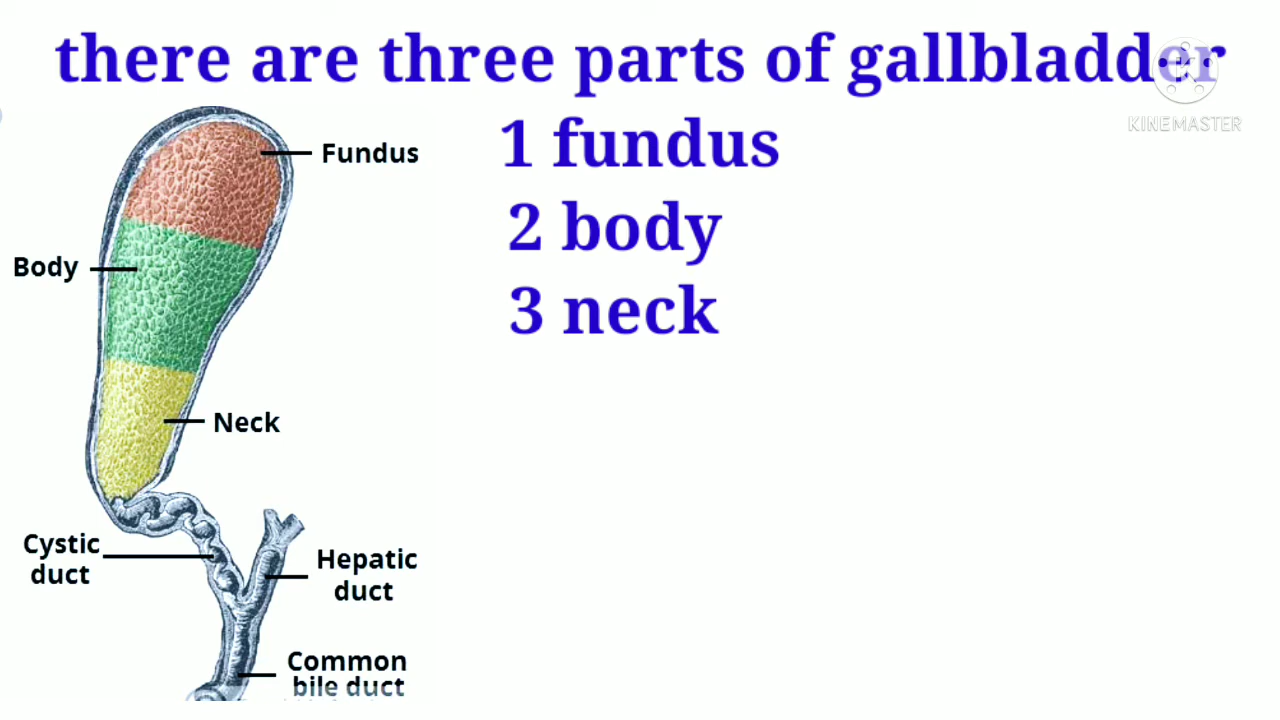 there are three parts of gallbladder
KINEMASTER
1 fundus
2 body
3 neck
Fundus
Body
Neck
Cystic
duct
Hepatic
duct
Common
bile duct